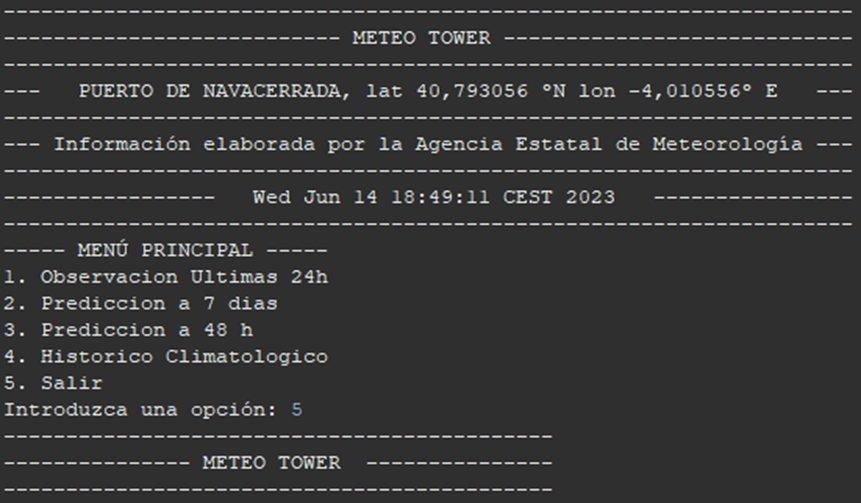 ---------------------------------------------------------------------
--------------------------- METEO TOWER ----------------------------
---------------------------------------------------------------------
---   PUERTO DE NAVACERRADA, lat 40,793056 °N lon -4,010556° E   ---
---------------------------------------------------------------------
--- Información elaborada por la Agencia Estatal de Meteorología ---
---------------------------------------------------------------------
-----------------   Wed Jun 14 18:49:11 CEST 2023   ----------------
---------------------------------------------------------------------
----- MENÚ PRINCIPAL -----
1. Observacion Ultimas 24h
2. Prediccion a 7 dias
3. Prediccion a 48 h
4. Historico Climatologico
5. Salir
Introduzca una opción: 5
--------------------------------------------
--------------- METEO TOWER  ---------------
--------------------------------------------